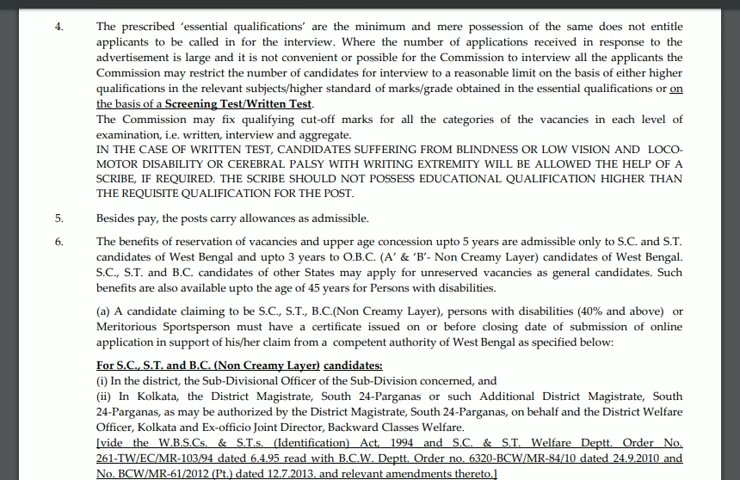 4. The prescribed ‘essential qualifications’ are the minimum and mere possession of the same does not entitle
applicants to be called in for the interview. Where the number of applications received in response to the
advertisement is large and it is not convenient or possible for the Commission to interview all the applicants the
Commission may restrict the number of candidates for interview to a reasonable limit on the basis of either higher
qualifications in the relevant subjects/higher standard of marks/grade obtained in the essential qualifications or on
the basis of a Screening Test/Written Test.
The Commission may fix qualifying cut-off marks for all the categories of the vacancies in each level of
examination, i.e. written, interview and aggregate.
IN THE CASE OF WRITTEN TEST, CANDIDATES SUFFERING FROM BLINDNESS OR LOW VISION AND LOCO-
MOTOR DISABILITY OR CEREBRAL PALSY WITH WRITING EXTREMITY WILL BE ALLOWED THE HELP OF A
SCRIBE, IF REQUIRED. THE SCRIBE SHOULD NOT POSSESS EDUCATIONAL QUALIFICATION HIGHER THAN
THE REQUISITE QUALIFICATION FOR THE POST.
5. Besides pay, the posts carry allowances as admissible.
6. The benefits of reservation of vacancies and upper age concession upto 5 years are admissible only to S.C. and S.T.
candidates of West Bengal and upto 3 years to O.B.C. (A’ & ‘B’- Non Creamy Layer) candidates of West Bengal.
S.C., S.T. and B.C. candidates of other States may apply for unreserved vacancies as general candidates. Such
benefits are also available upto the age of 45 years for Persons with disabilities.
(a) A candidate claiming to be S.C., S.T., B.C.(Non Creamy Layer), persons with disabilities (40% and above) or
Meritorious Sportsperson must have a certificate issued on or before closing date of submission of online
application in support of his/her claim from a competent authority of West Bengal as specified below:
For S.C., S.T. and B.C. (Non Creamy Layer) candidates:
(i) In the district, the Sub-Divisional Officer of the Sub-Division concerned, and
(ii) In Kolkata, the District Magistrate, South 24-Parganas or such Additional District Magistrate, South
24-Parganas, as may be authorized by the District Magistrate, South 24-Parganas, on behalf and the District Welfare
Officer, Kolkata and Ex-officio Joint Director, Backward Classes Welfare.
[vide the W.B.S.Cs. & S.T.s. (Identification) Act, 1994 and S.C. & S.T. Welfare Deptt. Order No.
261-TW/EC/MR-103/94 dated 6.4.95 read with B.C.W. Deptt. Order no. 6320-BCW/MR-84/10 dated 24.9.2010 and
No. BCW/MR-61/2012 (Pt.) dated 12.7.2013. and relevant amendments thereto.]